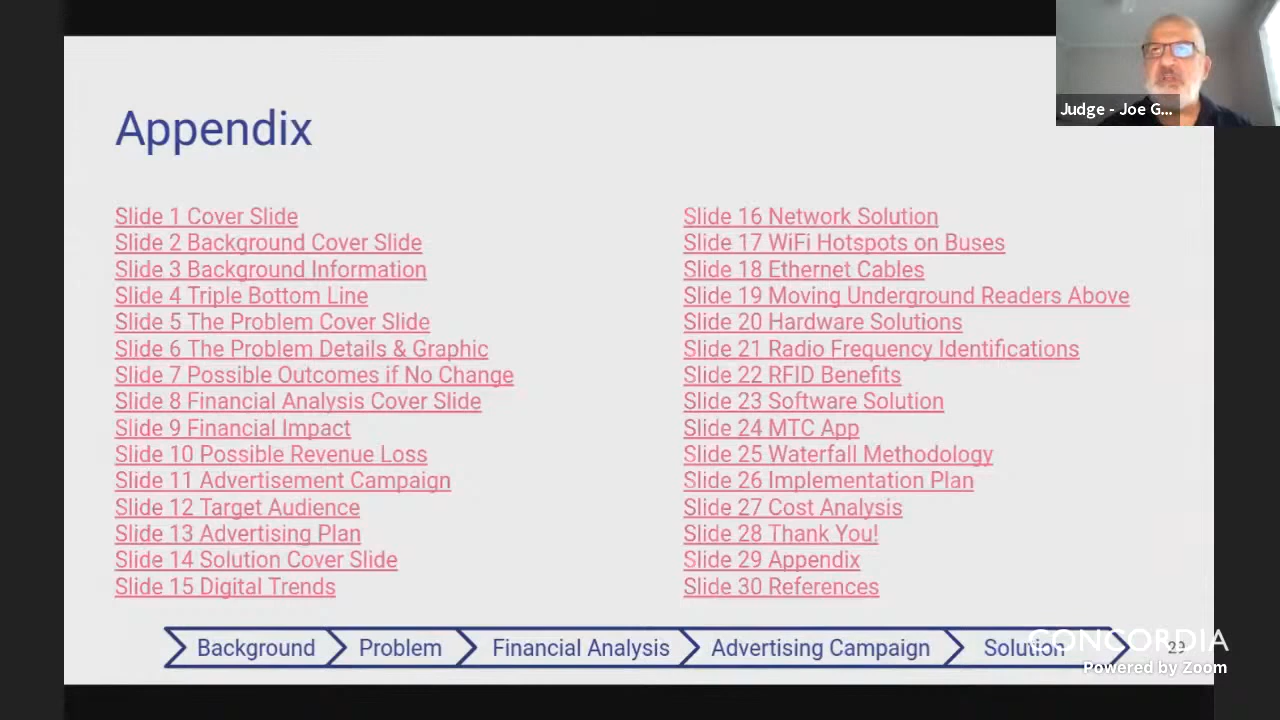 Judge - Joe G...
Appendix
Slide 1 Cover Slide
Slide 2 Background Cover Slide
Slide 3 Background Information
Slide 4 Triple Bottom Line
Slide 5 The Problem Cover Slide
Slide 6 The Problem Details & Graphic
Slide 7 Possible Outcomes if No Change
Slide 8 Financial Analysis Cover Slide
Slide 9 Financial Impact
Slide 10 Possible Revenue Loss
Slide 11 Advertisement Campaign
Slide 12 Target Audience
Slide 13 Advertising Plan
Slide 14 Solution Cover Slide
Slide 15 Digital Trends
Slide 16 Network Solution
Slide 17 WiFi Hotspots on Buses
Slide 18 Ethernet Cables
Slide 19 Moving Underground Readers Above
Slide 20 Hardware Solutions
Slide 21 Radio Frequency Identifications
Slide 22 RFID Benefits
Slide 23 Software Solution
Slide 24 MTC App
Slide 25 Waterfall Methodology
Slide 26 Implementation Plan
Slide 27 Cost Analysis
Slide 28 Thank You!
Slide 29 Appendix
Slide 30 References
Background Problem Financial Analysis Advertising Campaign Solution 29
CONCORDIA
Powered by Zoom